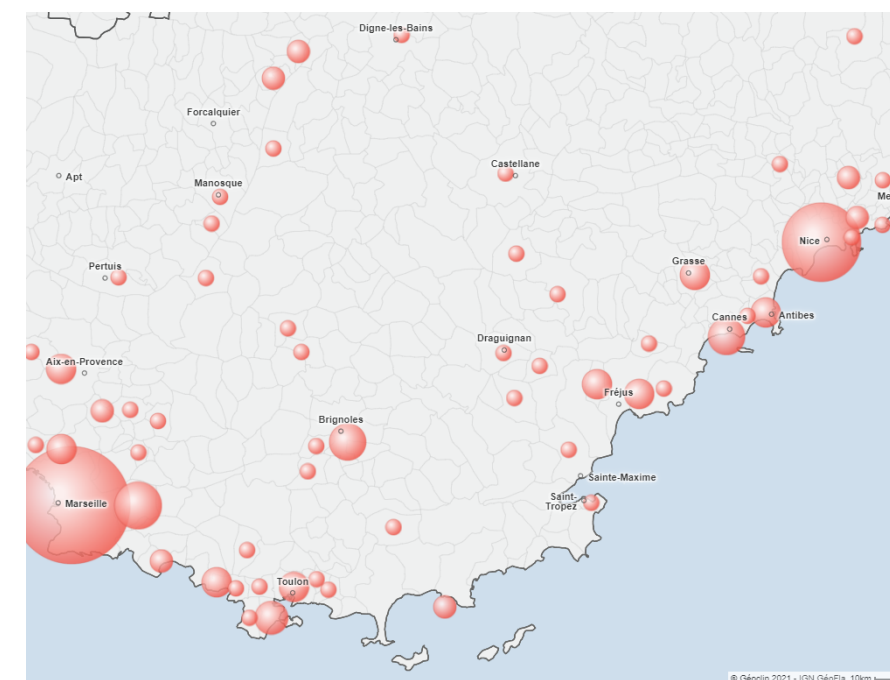 Digne-les-Bains
Forcalquier
Apt
Castellane
Manosque
Me
Nice
Pertuis
Grasse
Cannes
Antibes
Draguignan
Aix-en-Provence
Fréjus
Brignoles
Sainte-Maxime
Saint-
Tropez
Marseille
Toulon
© Géoclip 2021 - IGN GéoFla, 10km